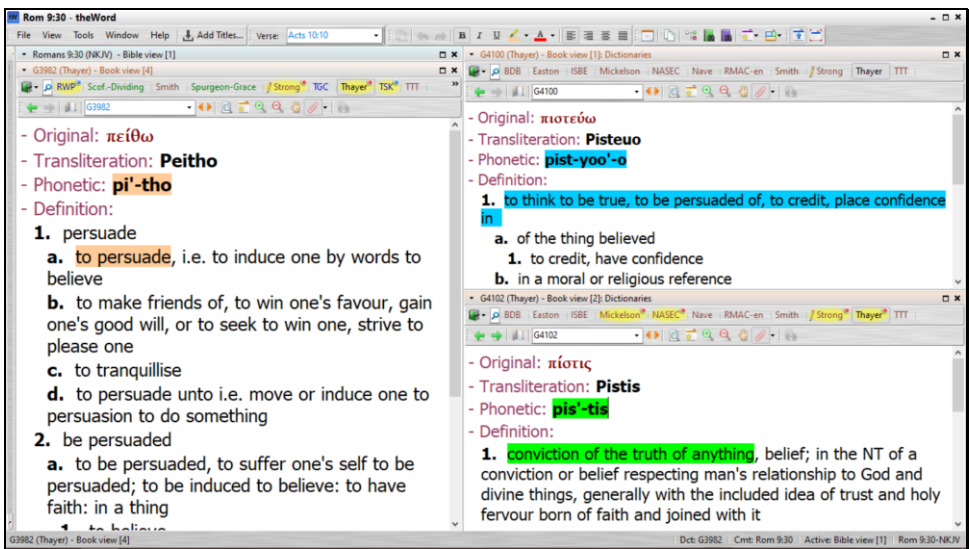 Rom 9:30 - theWord
File View Tools Window Help Add Titles... Verse: Acts 10:10 B I U A
Romans 9:30 (NKJV) - Bible view [1]
G3982 (Thayer) - Book view [4]
RWP Scof.-Dividing Smith Spurgeon-Grace Strong TGC Thayer TSK TTT »
G3982
- Original: πείθω
- Transliteration: Peitho
- Phonetic: pi'-tho
- Definition:
1. persuade
a. to persuade, i.e. to induce one by words to
believe
b. to make friends of, to win one's favour, gain
one's good will, or to seek to win one, strive to
please one
c. to tranquillise
d. to persuade unto i.e. move or induce one to
persuasion to do something
2. be persuaded
a. to be persuaded, to suffer one's self to be
persuaded; to be induced to believe: to have
faith: in a thing
1. to believe
G4100 (Thayer) - Book view [1]: Dictionaries
BDB Easton ISBE Mickelson NASEC Nave RMAC-en Smith Strong Thayer TTT
G4100
- Original: πιστεύω
- Transliteration: Pisteuo
- Phonetic: pist-yoo'-o
- Definition:
1. to think to be true, to be persuaded of, to credit, place confidence
in
a. of the thing believed
1. to credit, have confidence
b. in a moral or religious reference
G4102 (Thayer) - Book view [2]: Dictionaries
BDB Easton ISBE Mickelson NASEC Nave RMAC-en Smith Strong Thayer TTT
G4102
- Original: πίστις
- Transliteration: Pistis
- Phonetic: pis'-tis
- Definition:
1. conviction of the truth of anything, belief; in the NT of a
conviction or belief respecting man's relationship to God and
divine things, generally with the included idea of trust and holy
fervour born of faith and joined with it
G3982 (Thayer) - Book view [4] Dct: G3982 Cmt: Rom 9:30 Active: Bible view [1] Rom 9:30-NKJV